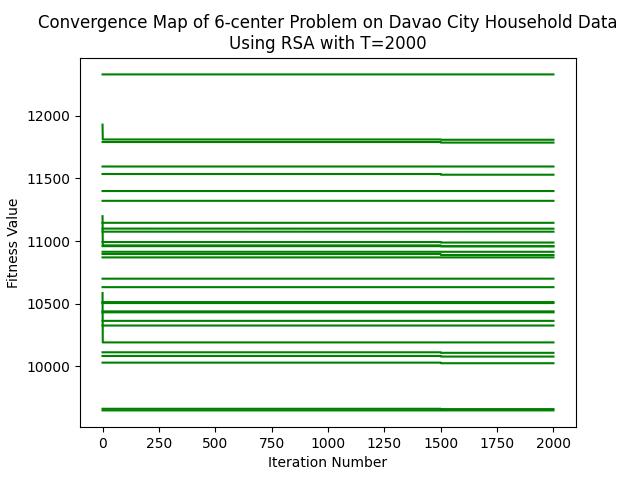 Convergence Map of 6-center Problem on Davao City Household Data
Using RSA with T=2000
12000
11500
11000
10500
10000
Fitness Value
0 250 500 750 1000 1250 1500 1750 2000
Iteration Number